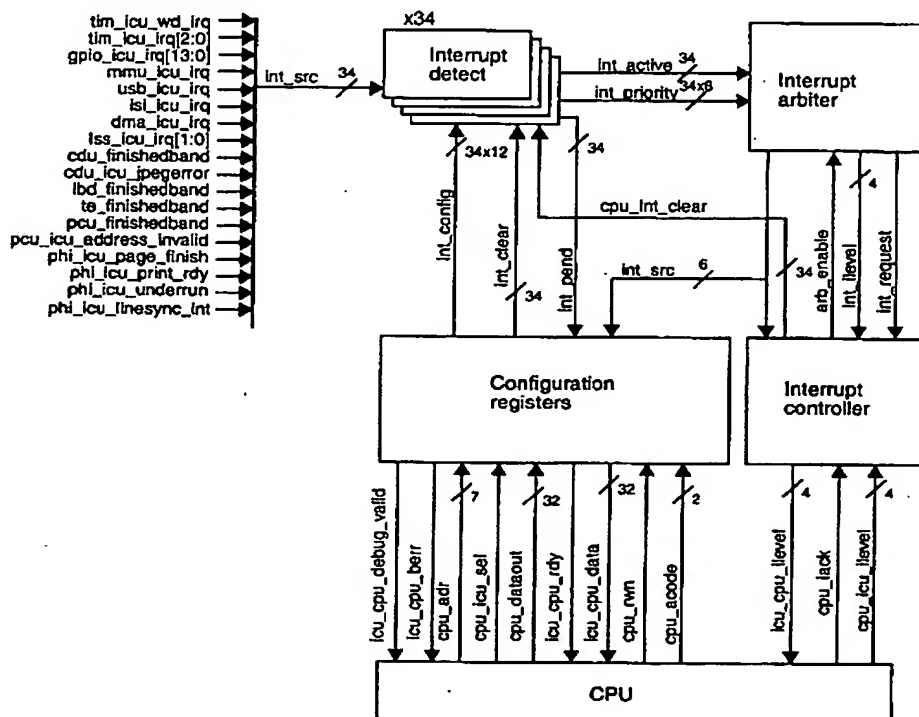 tim_icu_wd_irq
tim_icu_irq[2:0]
gpio_icu_irq[13:0]
mmu_icu_irq
usb_icu_irq
isi_icu_irq
dma_icu_irq
lss_icu_irq[1:0]
cdu_finishedband
cdu_icu_jpegerror
lbd_finishedband
te_finishedband
pcu_finishedband
pcu_icu_address_invalid
phi_icu_page_finish
phi_icu_print_rdy
phi_icu_underrun
phi_icu_linesync_int
int_src
34
x34
Interrupt
detect
int_active
34
int_priority
34x8
Interrupt
arbiter
34x12
34
int_config
int_clear
34
int_pend
cpu_int_clear
int_src
6
34
arb_enable
4
int_ilevel
int_request
Configuration
registers
Interrupt
controller
icu_cpu_debug_valid
icu_cpu_berr
cpu_adr
7
cpu_icu_sel
cpu_dataout
32
icu_cpu_rdy
icu_cpu_data
32
cpu_rwn
cpu_acode
2
icu_cpu_ilevel
4
cpu_iack
cpu_icu_ilevel
4
CPU